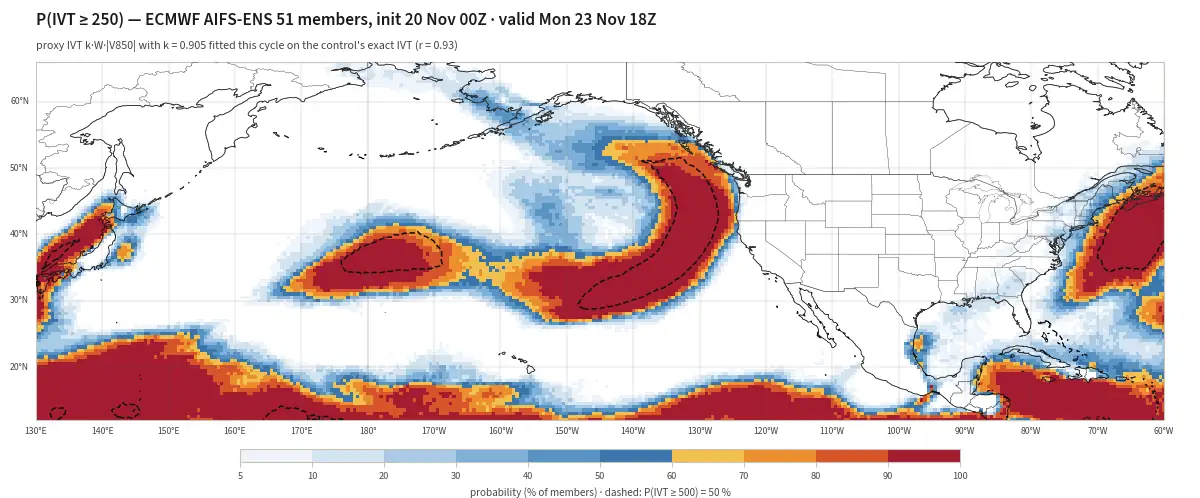 P(IVT ≥ 250) — ECMWF AIFS-ENS 51 members, init 20 Nov 00Z · valid Mon 23 Nov 18Z
proxy IVT k·W·|V850| with k = 0.905 fitted this cycle on the control's exact IVT (r = 0.93)
60°N
50°N
40°N
30°N
20°N
130°E 140°E 150°E 160°E 170°E 180° 170°W 160°W 150°W 140°W 130°W 120°W 110°W 100°W 90°W 80°W 70°W 60°W
5 10 20 30 40 50 60 70 80 90 100
probability (% of members) · dashed: P(IVT ≥ 500) = 50 %